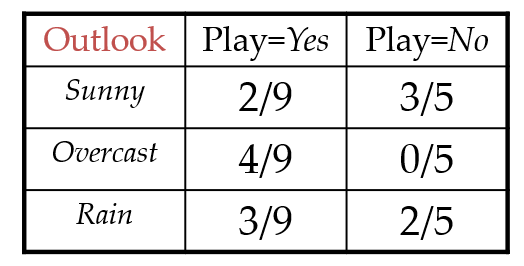 Outlook Play=Yes Play=No
Sunny 2/9 3/5
Overcast 4/9 0/5
Rain 3/9 2/5